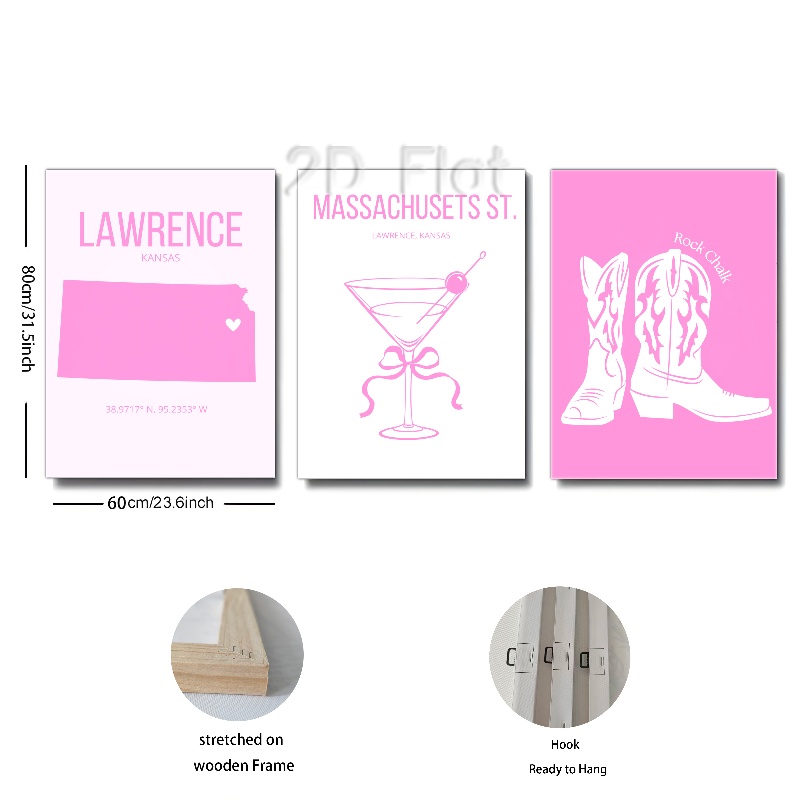 2D Flat
LAWRENCE
KANSAS
38.9717° N, 95.2353° W
MASSACHUSETS ST.
LAWRENCE, KANSAS
Rock Chalk
80cm/31.5inch
60cm/23.6inch
stretched on
wooden Frame
Hook
Ready to Hang